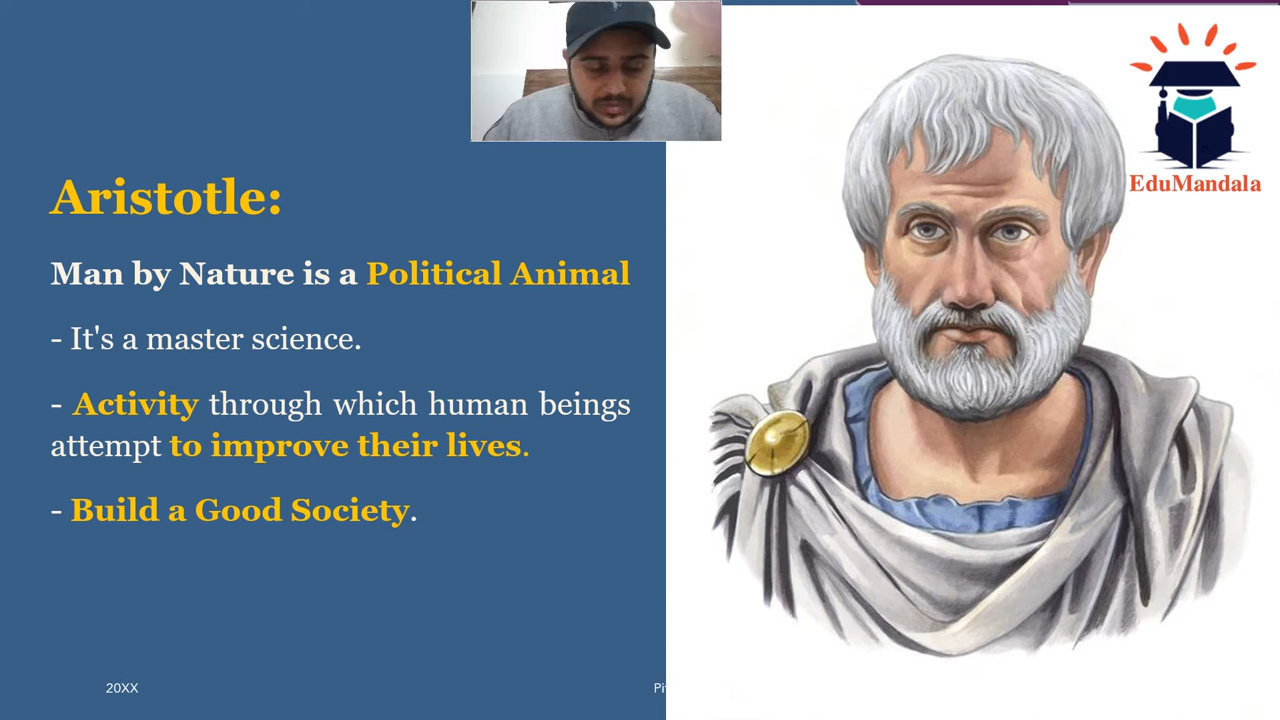 EduMandala
Aristotle:
Man by Nature is a Political Animal
- It's a master science.
- Activity through which human beings
attempt to improve their lives.
- Build a Good Society.
20XX